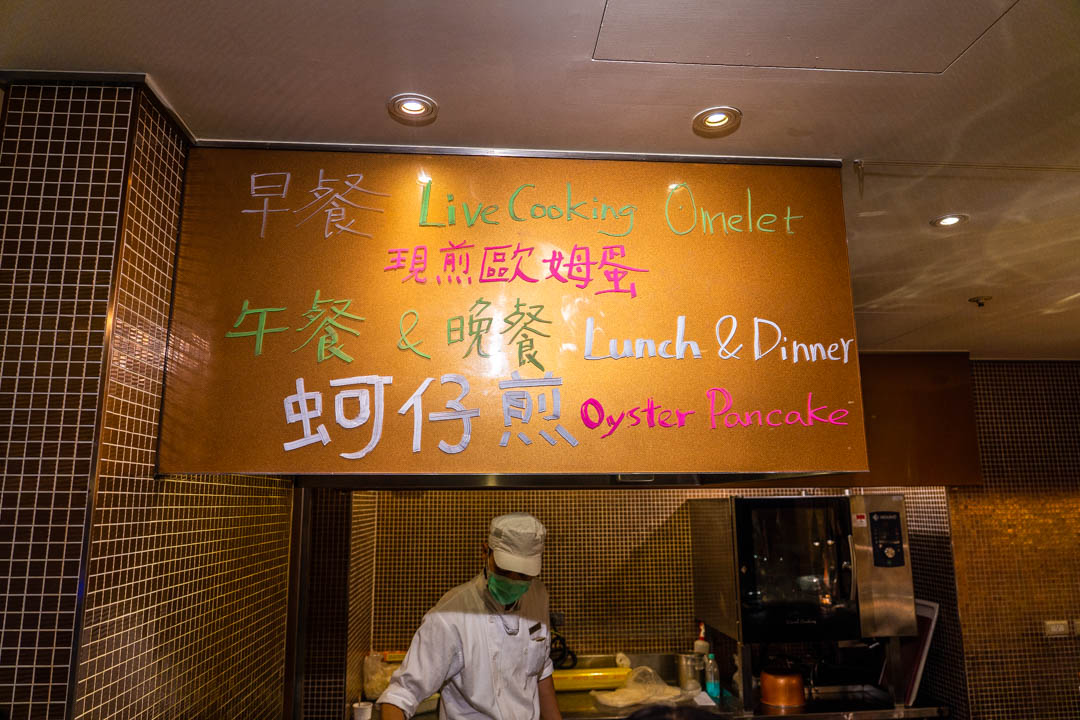 早餐 Live Cooking Omelet
現煎歐姆蛋
午餐 & 晚餐 Lunch & Dinner
蚵仔煎 Oyster Pancake